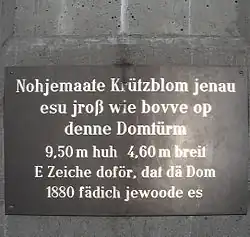 Nohjemaate Krützblom jenau
esu jroß wie bovve op
denne Domtürm
9,50 m huh 4,60 m breit
E Zeiche doför, dat dä Dom
1880 fädich jewoode es